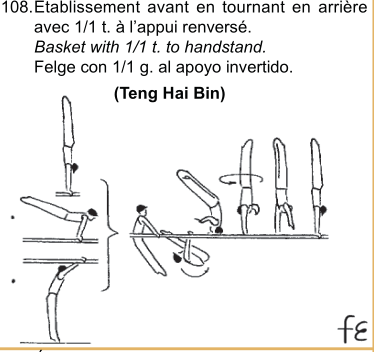 108.Etablissement avant en tournant en arrière
avec 1/1 t. à l'appui renversé.
Basket with 1/1 t. to handstand.
Felge con 1/1 g. al apoyo invertido.
(Teng Hai Bin)
fE